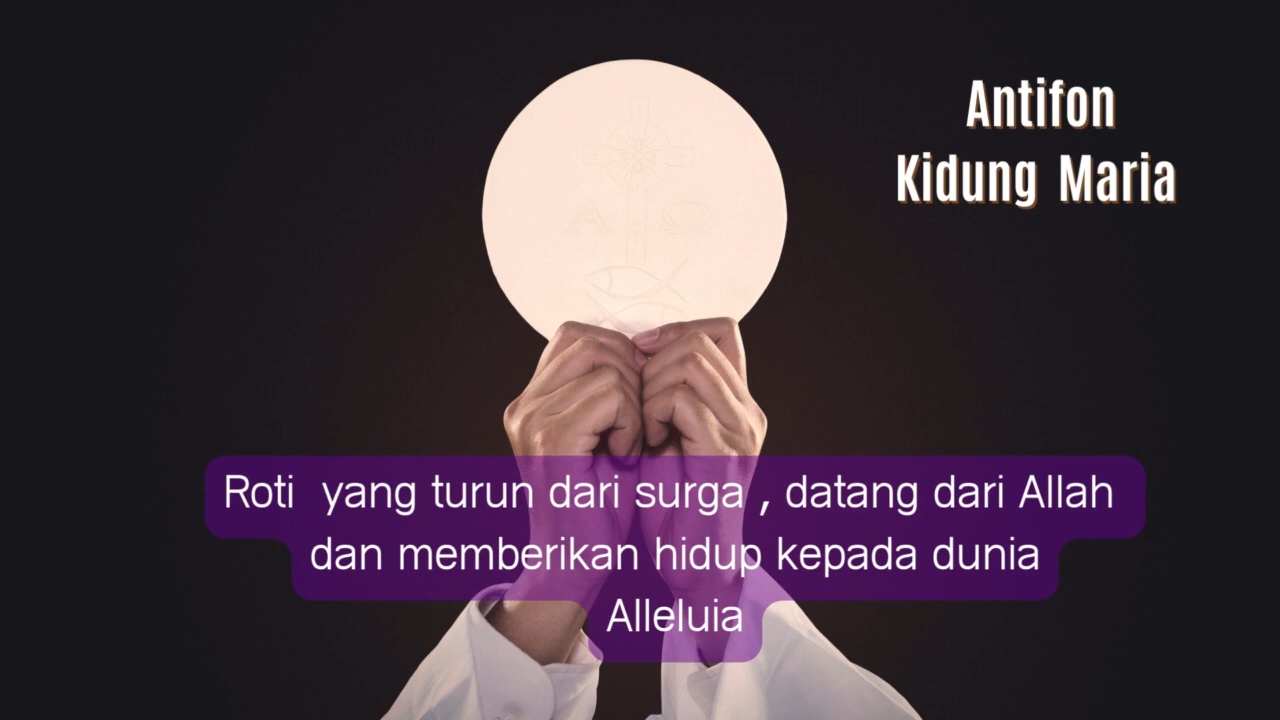 Antifon
Kidung Maria
Α Ω
Roti yang turun dari surga , datang dari Allah
dan memberikan hidup kepada dunia
Alleluia